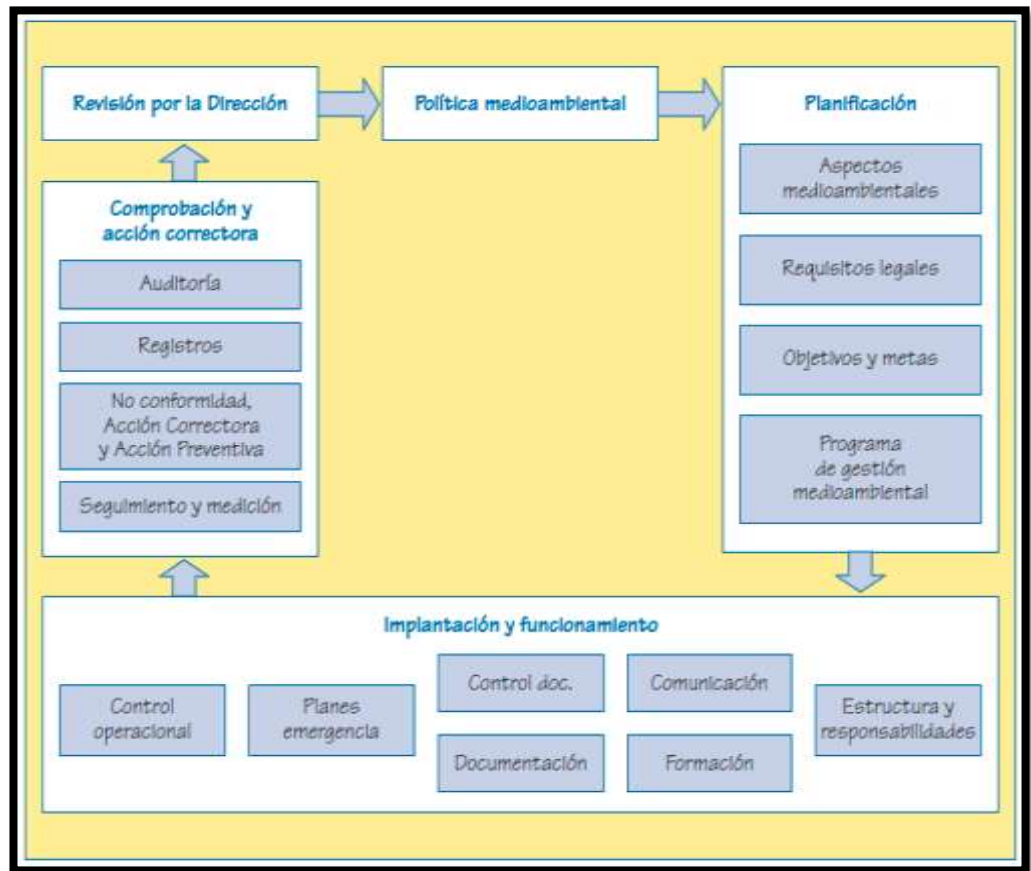 Revisión por la Dirección
Política medioambiental
Planificación
Aspectos
medioambientales
Requisitos legales
Objetivos y metas
Programa
de gestión
medioambiental
Comprobación y
acción correctora
Auditoría
Registros
No conformidad,
Acción Correctora
y Acción Preventiva
Seguimiento y medición
Implantación y funcionamiento
Control
operacional
Planes
emergencia
Control doc.
Comunicación
Documentación
Formación
Estructura y
responsabilidades